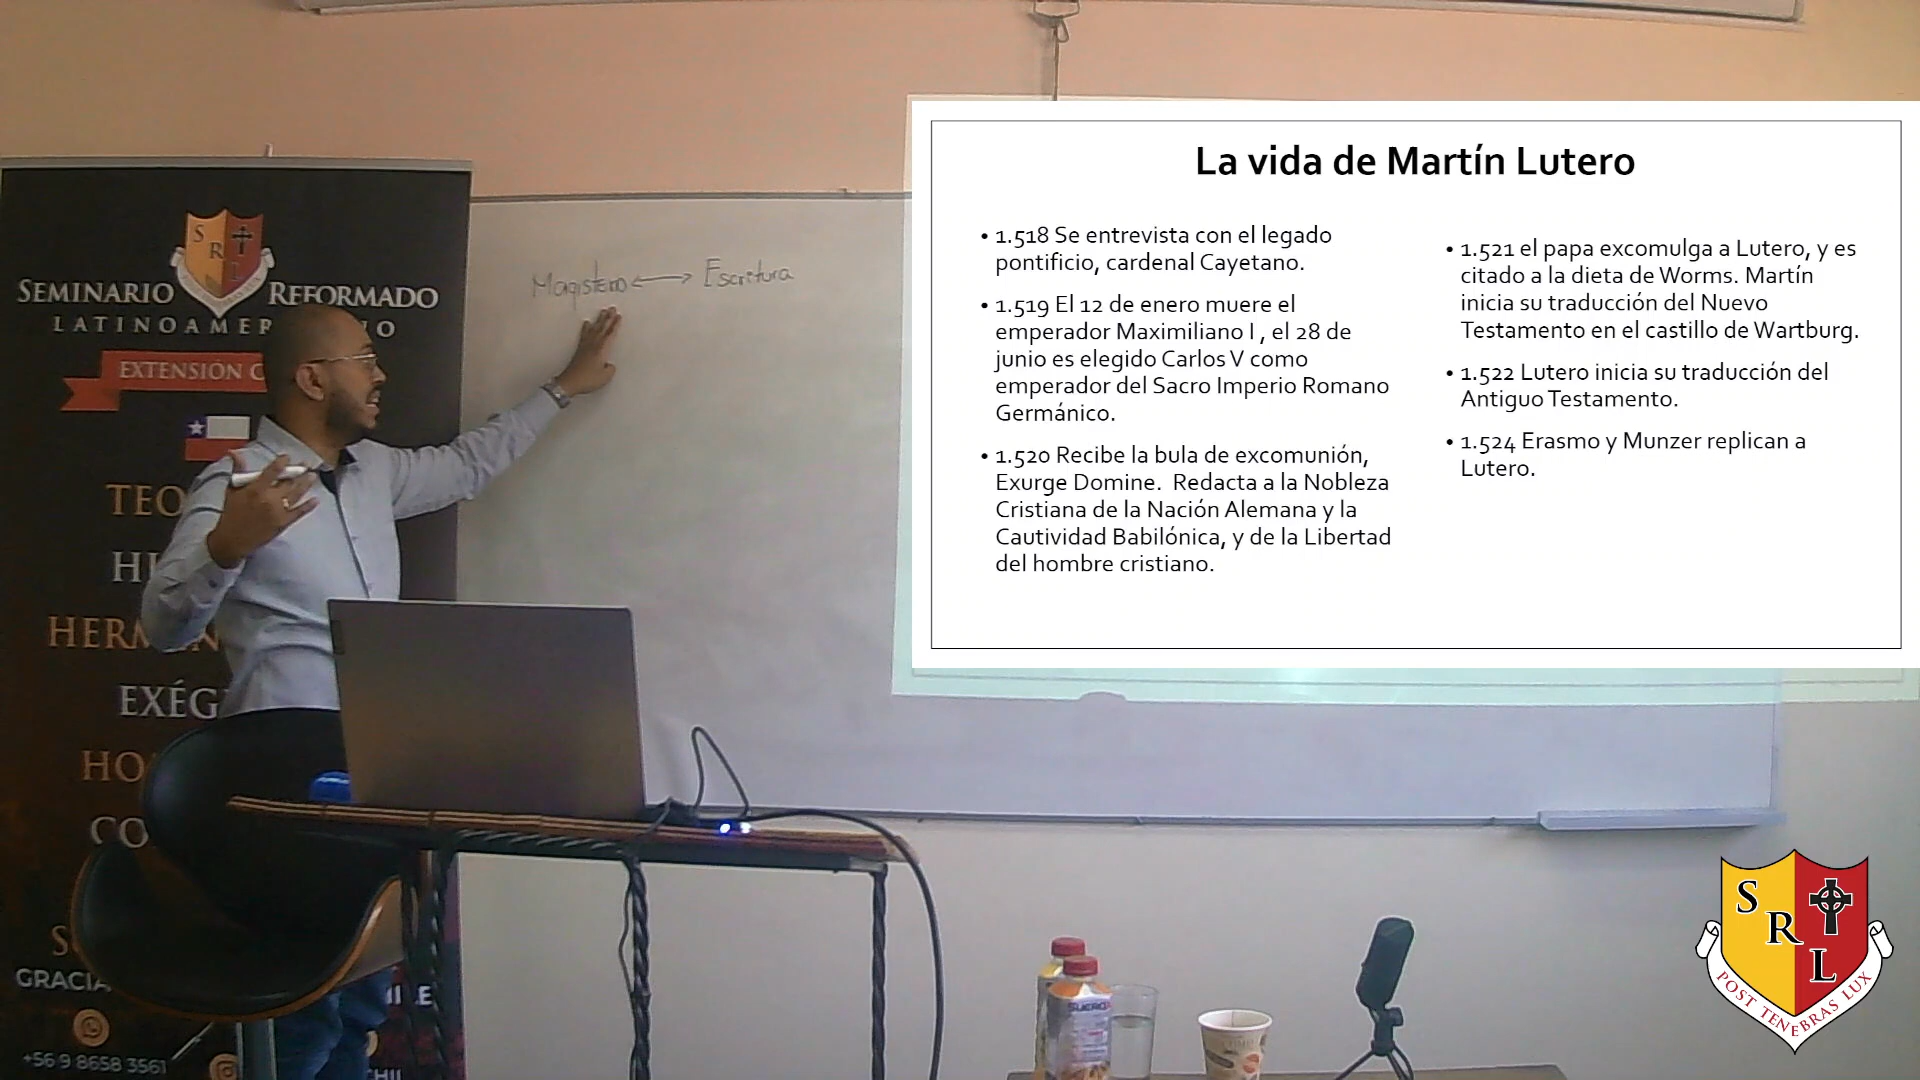 S
R
L
SEMINARIO REFORMADO
EXTENSIÓN
GRACIA
+56 9 8658 3561
Magisterio ⟷ Escritura
La vida de Martín Lutero
• 1.518 Se entrevista con el legado
pontificio, cardenal Cayetano.
• 1.519 El 12 de enero muere el
emperador Maximiliano I , el 28 de
junio es elegido Carlos V como
emperador del Sacro Imperio Romano
Germánico.
• 1.520 Recibe la bula de excomunión,
Exurge Domine.  Redacta a la Nobleza
Cristiana de la Nación Alemana y la
Cautividad Babilónica, y de la Libertad
del hombre cristiano.
• 1.521 el papa excomulga a Lutero, y es
citado a la dieta de Worms. Martín
inicia su traducción del Nuevo
Testamento en el castillo de Wartburg.
• 1.522 Lutero inicia su traducción del
Antiguo Testamento.
• 1.524 Erasmo y Munzer replican a
Lutero.
S
R
L
POST TENEBRAS LUX